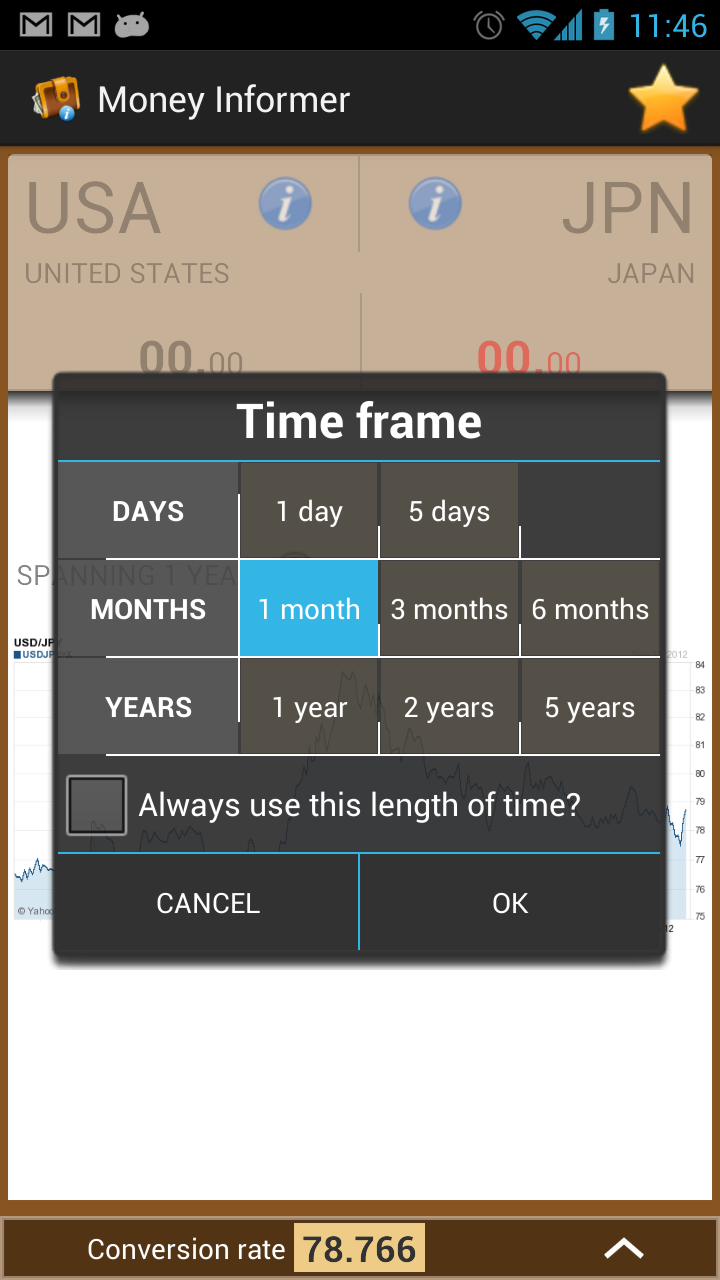 11:46
Money Informer
USA
JPN
UNITED STATES
JAPAN
00.00
00.00
Time frame
DAYS
1 day
5 days
SPANNING 1 YEA
MONTHS
1 month
3 months
6 months
USD/JPY
USDJPY
2012
84
83
82
81
80
79
78
77
76
75
YEARS
1 year
2 years
5 years
Always use this length of time?
CANCEL
OK
© Yahoo
12
Conversion rate 78.766